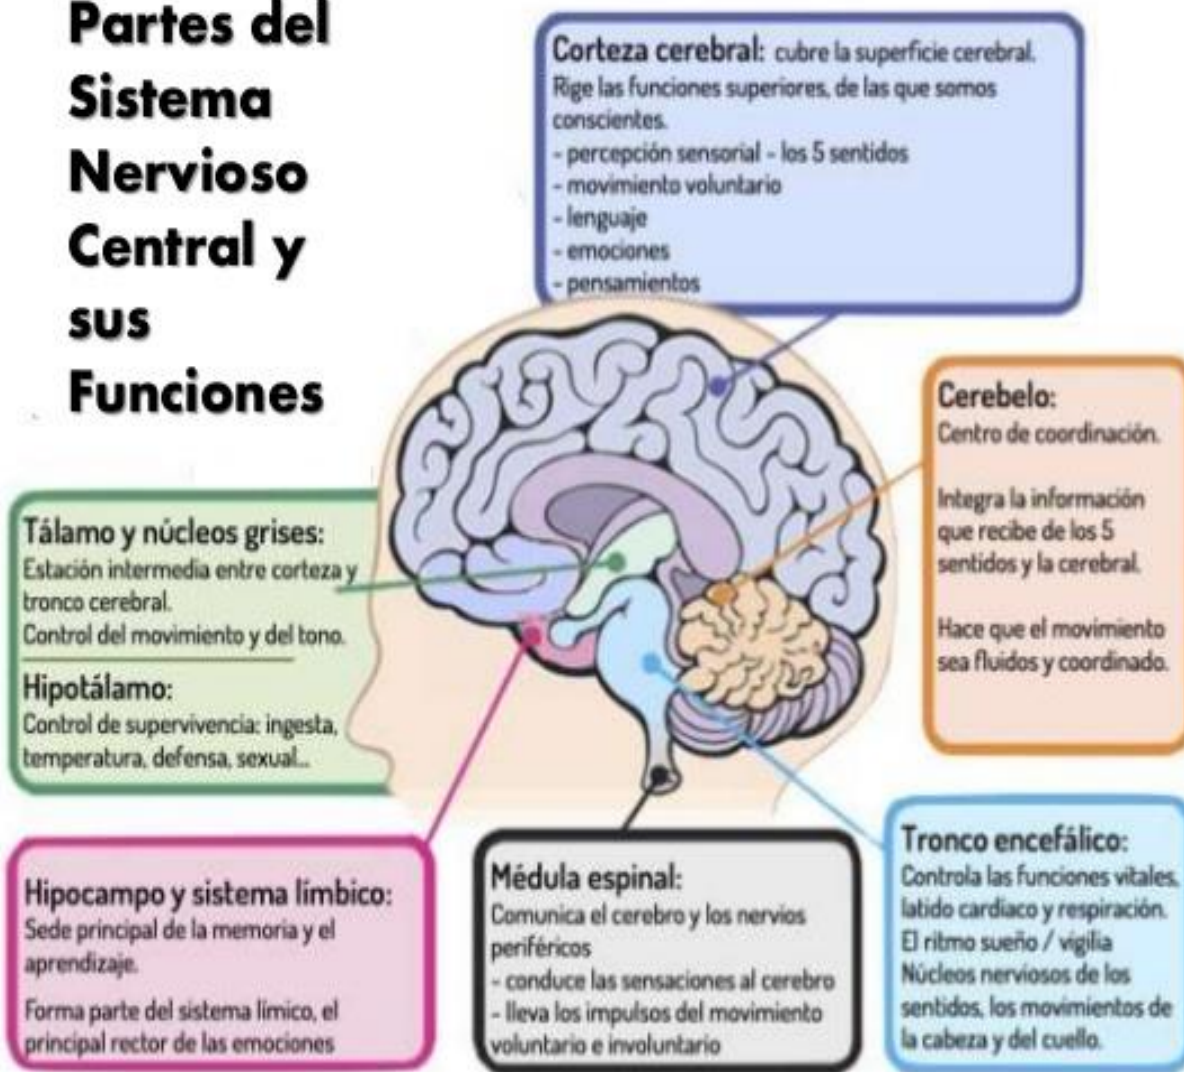 Partes del
Sistema
Nervioso
Central y
sus
Funciones
Corteza cerebral: cubre la superficie cerebral.
Rige las funciones superiores, de las que somos
conscientes.
- percepción sensorial - los 5 sentidos
- movimiento voluntario
- lenguaje
- emociones
- pensamientos
Cerebelo:
Centro de coordinación.
Integra la información
que recibe de los 5
sentidos y la cerebral.
Hace que el movimiento
sea fluidos y coordinado.
Tálamo y núcleos grises:
Estación intermedia entre corteza y
tronco cerebral.
Control del movimiento y del tono.
Hipotálamo:
Control de supervivencia: ingesta,
temperatura, defensa, sexual...
Hipocampo y sistema límbico:
Sede principal de la memoria y el
aprendizaje.
Forma parte del sistema límico, el
principal rector de las emociones
Médula espinal:
Comunica el cerebro y los nervios
periféricos
- conduce las sensaciones al cerebro
- lleva los impulsos del movimiento
voluntario e involuntario
Tronco encefálico:
Controla las funciones vitales,
latido cardíaco y respiración.
El ritmo sueño / vigilia
Núcleos nerviosos de los
sentidos, los movimientos de
la cabeza y del cuello.